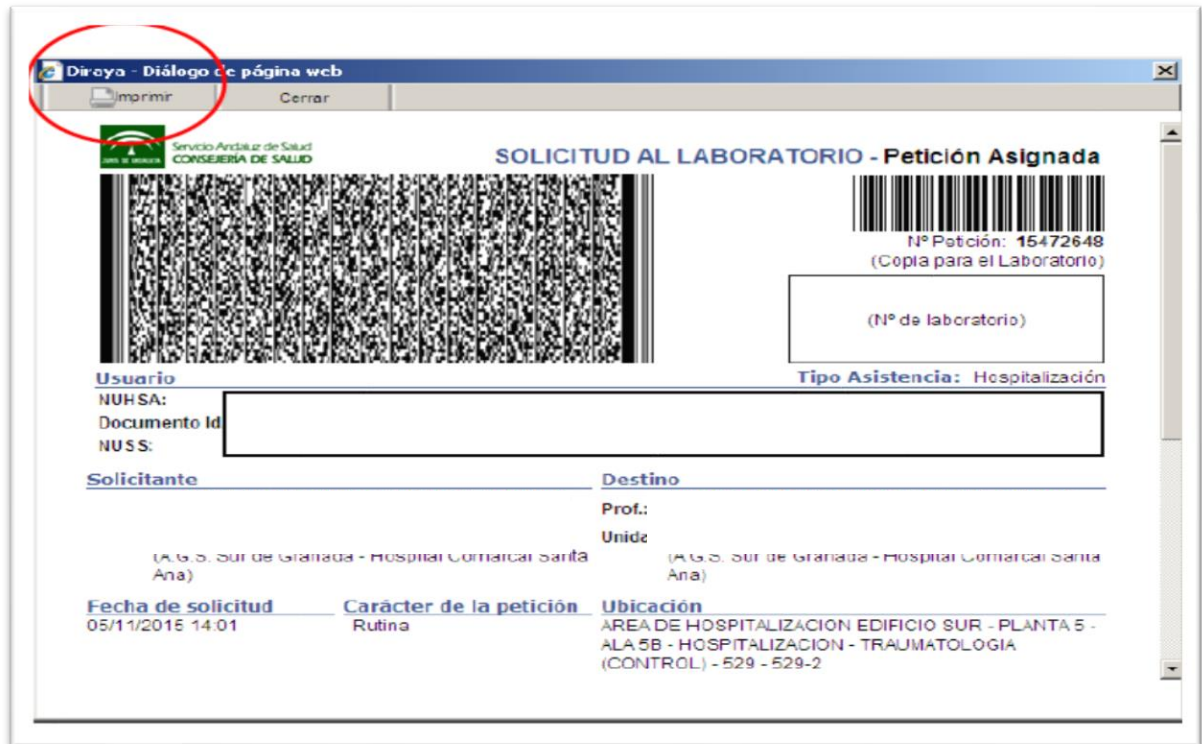 Diraya - Diálogo de página web
Imprimir Cerrar
Servicio Andaluz de Salud
CONSEJERÍA DE SALUD
JUNTA DE ANDALUCIA
SOLICITUD AL LABORATORIO - Petición Asignada
Nº Petición: 15472648
(Copia para el Laboratorio)
(Nº de laboratorio)
Usuario
Tipo Asistencia: Hospitalización
NUHSA:
Documento Id
NUSS:
Solicitante
Destino
Prof.:
Unida
(A.G.S. Sur de Granada - Hospital Comarcal Santa
Ana)
(A.G.S. Sur de Granada - Hospital Comarcal Santa
Ana)
Fecha de solicitud
05/11/2015 14:01
Carácter de la petición
Rutina
Ubicación
AREA DE HOSPITALIZACION EDIFICIO SUR - PLANTA 5 -
ALA 5B - HOSPITALIZACION - TRAUMATOLOGIA
(CONTROL) - 529 - 529-2